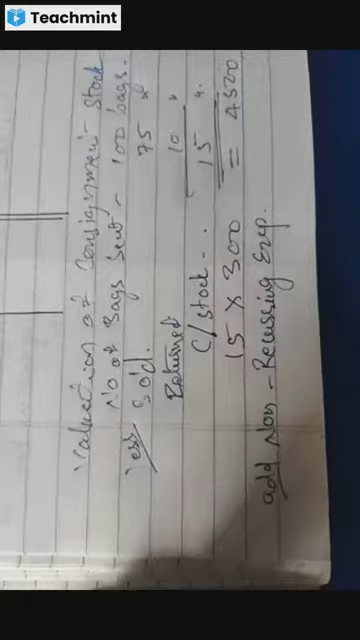 Teachmint
Valuation of Consignment Stock
No of Bags Sent - 100 bags.
Less Sold. 75 "
Returned 10 "
C/Stock - . 15 "
15 X 300 = 4500
add Non-Recussing Exp.